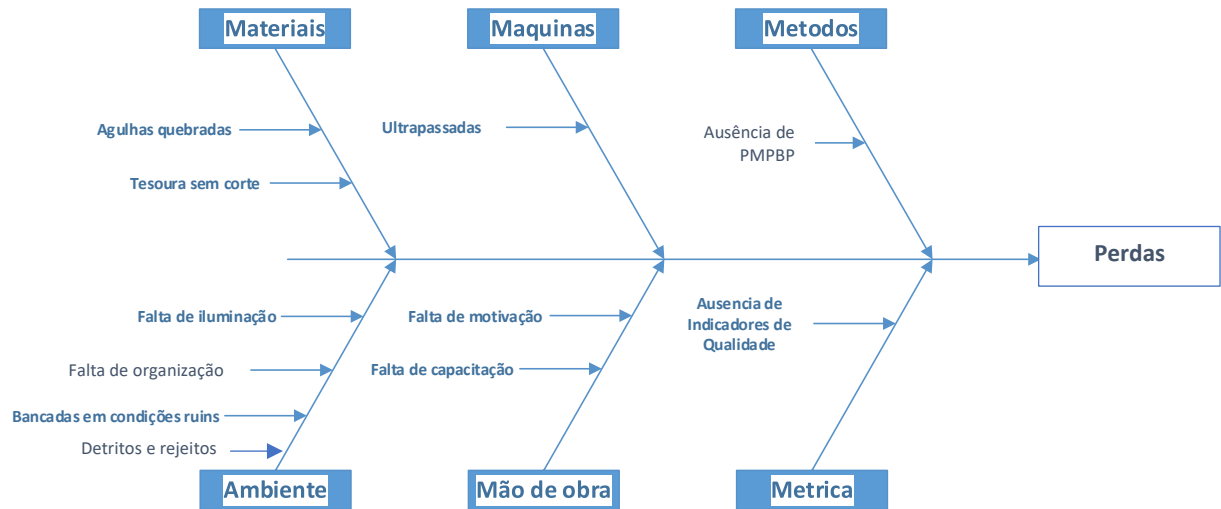 Materiais
Maquinas
Metodos
Agulhas quebradas
Tesoura sem corte
Ultrapassadas
Ausência de
PMPBP
Perdas
Falta de iluminação
Falta de organização
Bancadas em condições ruins
Detritos e rejeitos
Falta de motivação
Falta de capacitação
Ausencia de
Indicadores de
Qualidade
Ambiente
Mão de obra
Metrica